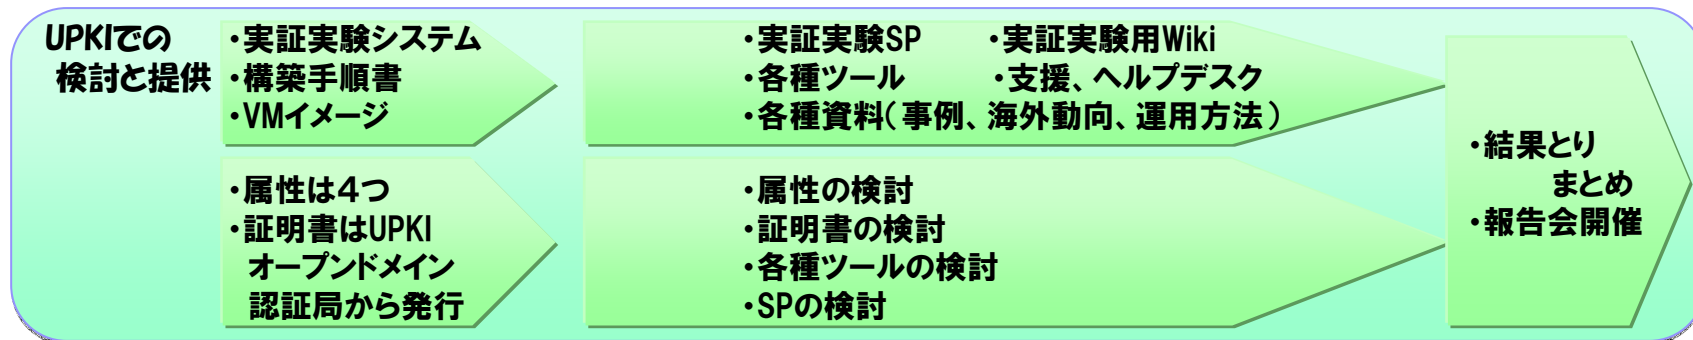 UPKIでの
検討と提供
・実証実験システム
・構築手順書
・VMイメージ
・実証実験SP ・実証実験用Wiki
・各種ツール ・支援、ヘルプデスク
・各種資料（事例、海外動向、運用方法）
・属性は４つ
・証明書はUPKI
オープンドメイン
認証局から発行
・属性の検討
・証明書の検討
・各種ツールの検討
・SPの検討
・結果とり
まとめ
・報告会開催